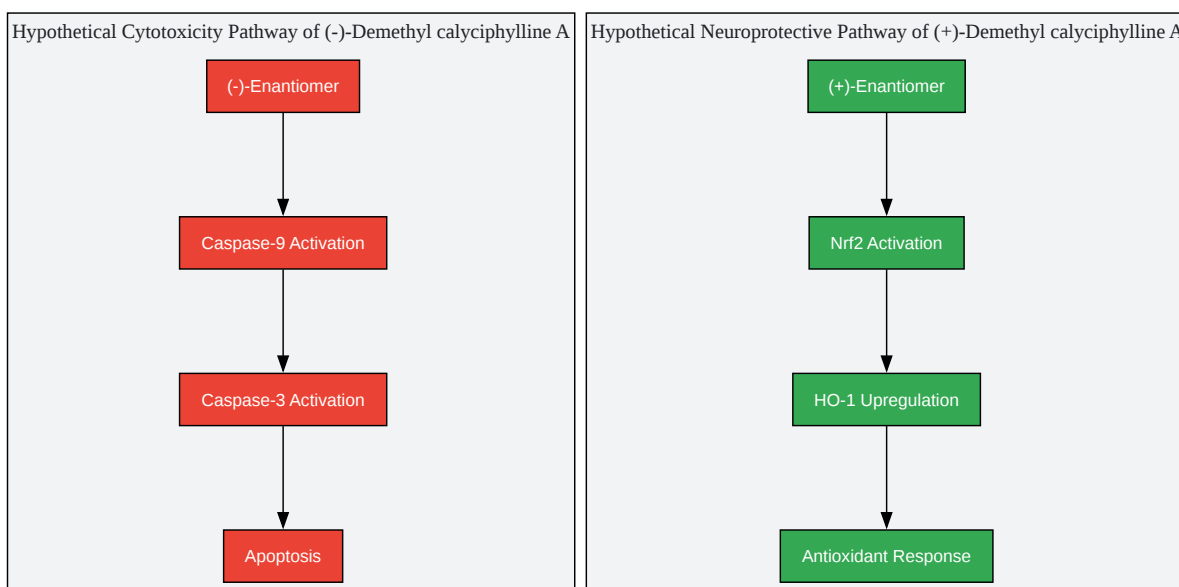 Hypothetical Cytotoxicity Pathway of (-)-Demethyl calyciphylline A
(-)-Enantiomer
Caspase-9 Activation
Caspase-3 Activation
Apoptosis
Hypothetical Neuroprotective Pathway of (+)-Demethyl calyciphylline A
(+)-Enantiomer
Nrf2 Activation
HO-1 Upregulation
Antioxidant Response